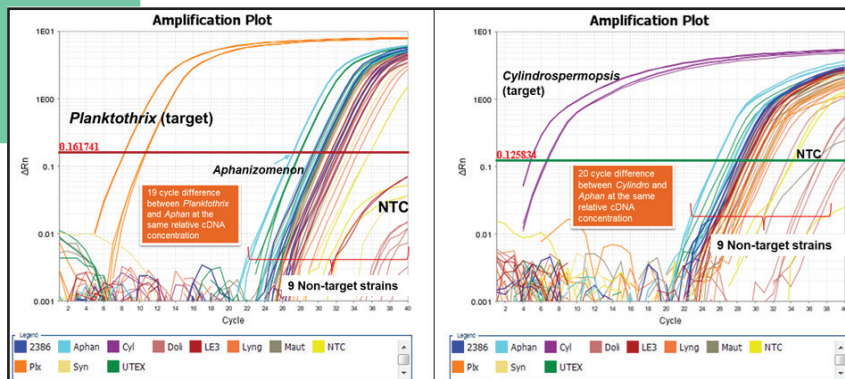 Amplification Plot
1E01
1E00
0.1
0.01
0.001
ΔRn
Planktothrix (target)
0.161741
Aphanizomenon
19 cycle difference
between Planktothrix
and Aphan at the
same relative cDNA
concentration
NTC
9 Non-target strains
2 4 6 8 10 12 14 16 18 20 22 24 26 28 30 32 34 36 38 40
Cycle
Legend
2386 Aphan Cyl Doli LE3 Lyng Maut NTC
Plx Syn UTEX
Amplification Plot
1E01
1E00
0.1
0.01
0.001
ΔRn
Cylindrospermopsis
(target)
0.125834
NTC
20 cycle difference
between Cylindro and
Aphan at the same
relative cDNA
concentration
9 Non-target strains
2 4 6 8 10 12 14 16 18 20 22 24 26 28 30 32 34 36 38 40
Cycle
Legend
2386 Aphan Cyl Doli LE3 Lyng Maut NTC
Plx Syn UTEX